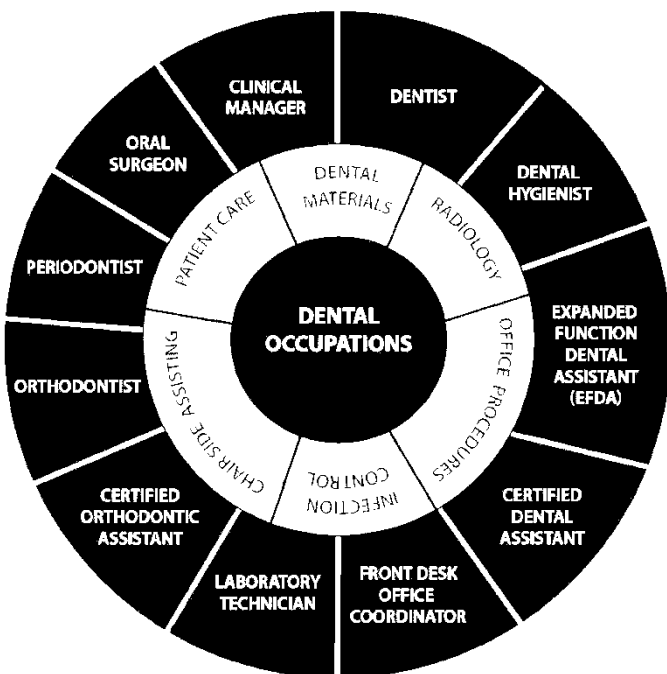 DENTAL
OCCUPATIONS
DENTAL
MATERIALS
RADIOLOGY
OFFICE PROCEDURES
INFECTION
CONTROL
CHAIR SIDE ASSISTING
PATIENT CARE
DENTIST
DENTAL
HYGIENIST
EXPANDED
FUNCTION
DENTAL
ASSISTANT
(EFDA)
CERTIFIED
DENTAL
ASSISTANT
FRONT DESK
OFFICE
COORDINATOR
LABORATORY
TECHNICIAN
CERTIFIED
ORTHODONTIC
ASSISTANT
ORTHODONTIST
PERIODONTIST
ORAL
SURGEON
CLINICAL
MANAGER